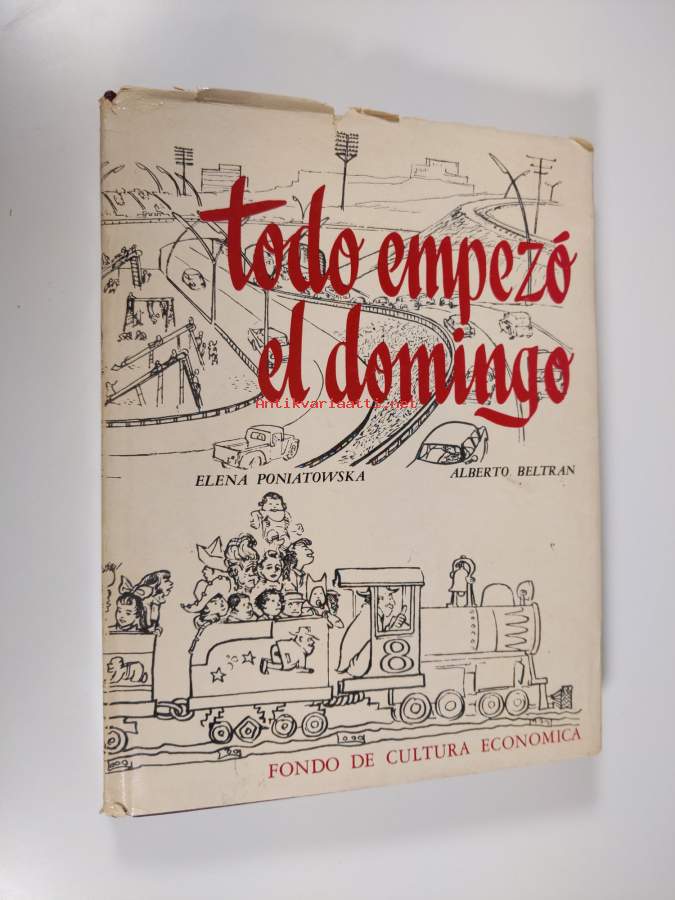 todo empezó
el domingo
Antikvariaatti.net
ELENA PONIATOWSKA
ALBERTO BELTRAN
8
FONDO DE CULTURA ECONOMICA